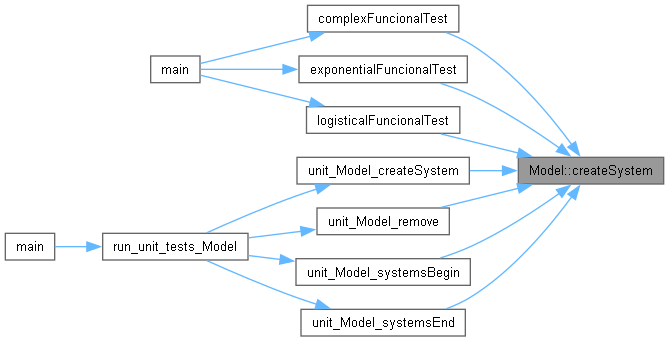 complexFuncionalTest
main
exponentialFuncionalTest
logisticalFuncionalTest
Model::createSystem
unit_Model_createSystem
unit_Model_remove
main
run_unit_tests_Model
unit_Model_systemsBegin
unit_Model_systemsEnd